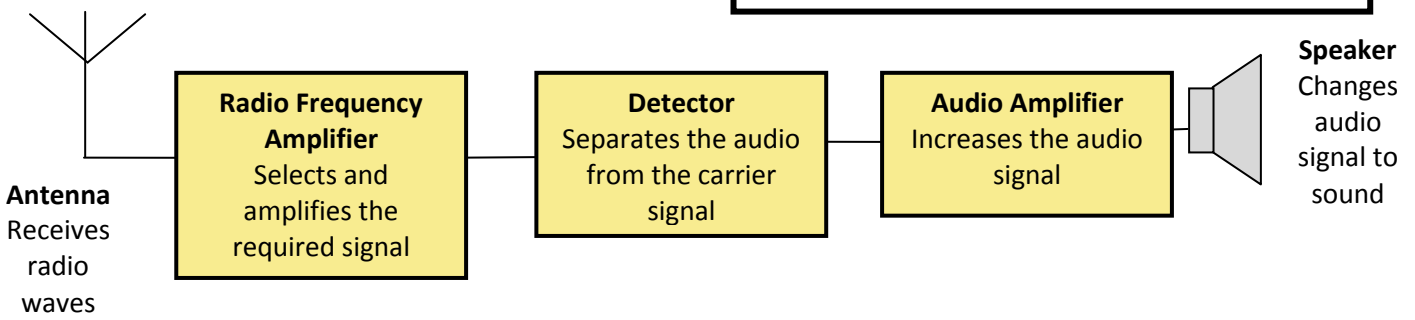 Antenna
Receives
radio
waves
Radio Frequency
Amplifier
Selects and
amplifies the
required signal
Detector
Separates the audio
from the carrier
signal
Audio Amplifier
Increases the audio
signal
Speaker
Changes
audio
signal to
sound